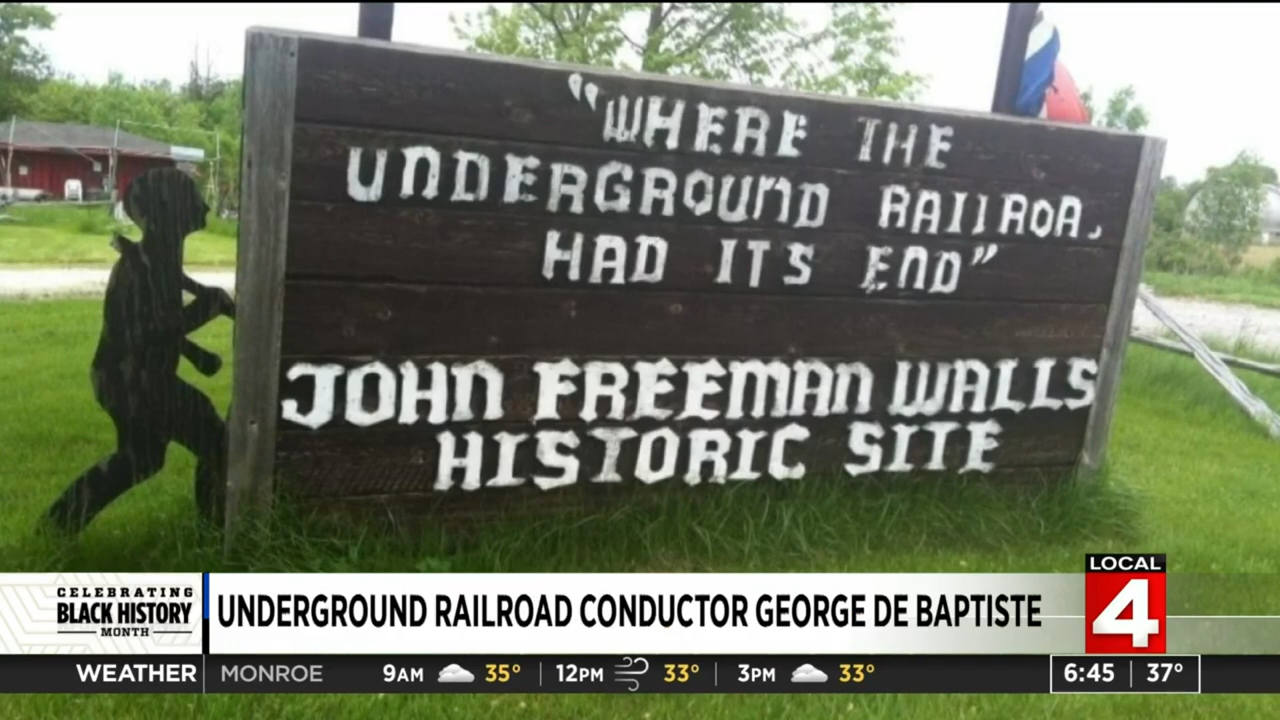 "WHERE THE
UNDERGROUND RAILROA
HAD ITS END"
JOHN FREEMAN WALLS
HISTORIC SITE
LOCAL
4
CELEBRATING
BLACK HISTORY
MONTH
UNDERGROUND RAILROAD CONDUCTOR GEORGE DE BAPTISTE
WEATHER MONROE 9AM 35° 12PM 33° 3PM 33° 6:45 37°